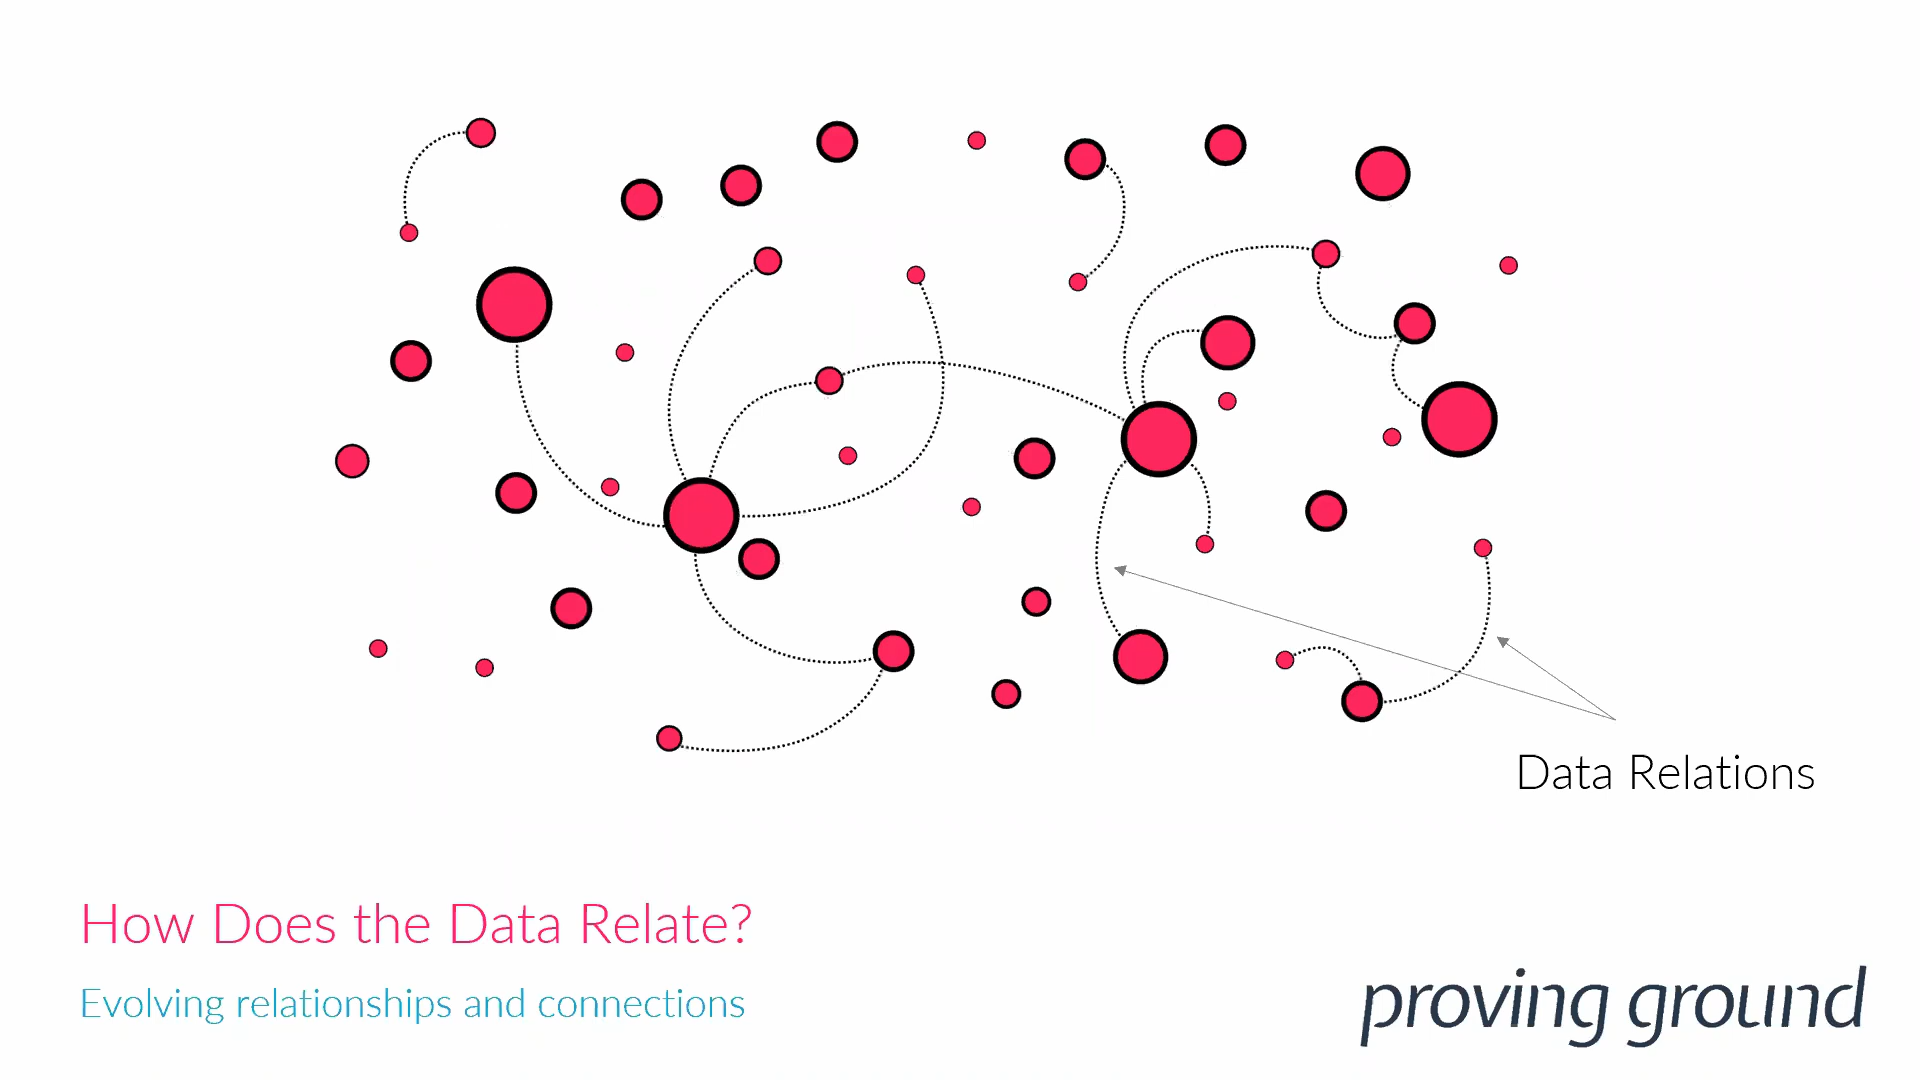 Data Relations
How Does the Data Relate?
Evolving relationships and connections
proving ground